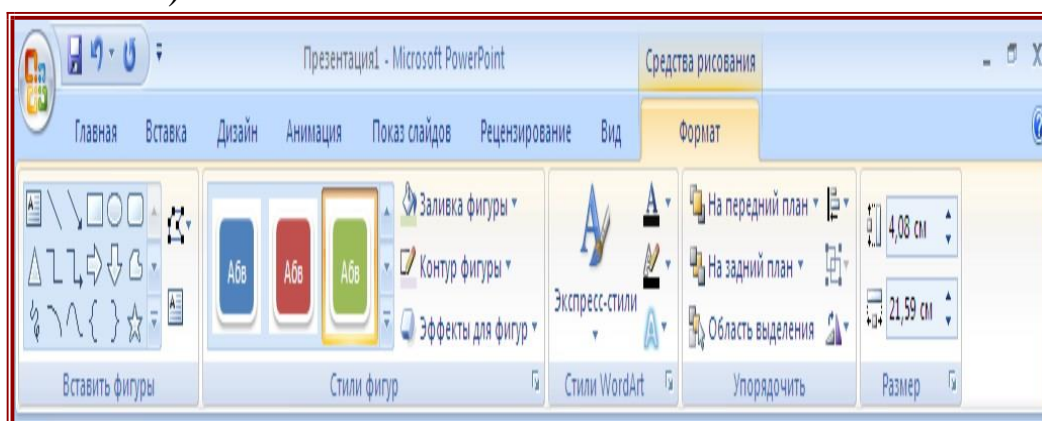 )
Презентация1 - Microsoft PowerPoint
Средства рисования
Главная Вставка Дизайн Анимация Показ слайдов Рецензирование Вид Формат
Абв Абв Абв
Заливка фигуры
Контур фигуры
Эффекты для фигур
Экспресс-стили
На передний план
На задний план
Область выделения
4,08 см
21,59 см
Вставить фигуры Стили фигур Стили WordArt Упорядочить Размер